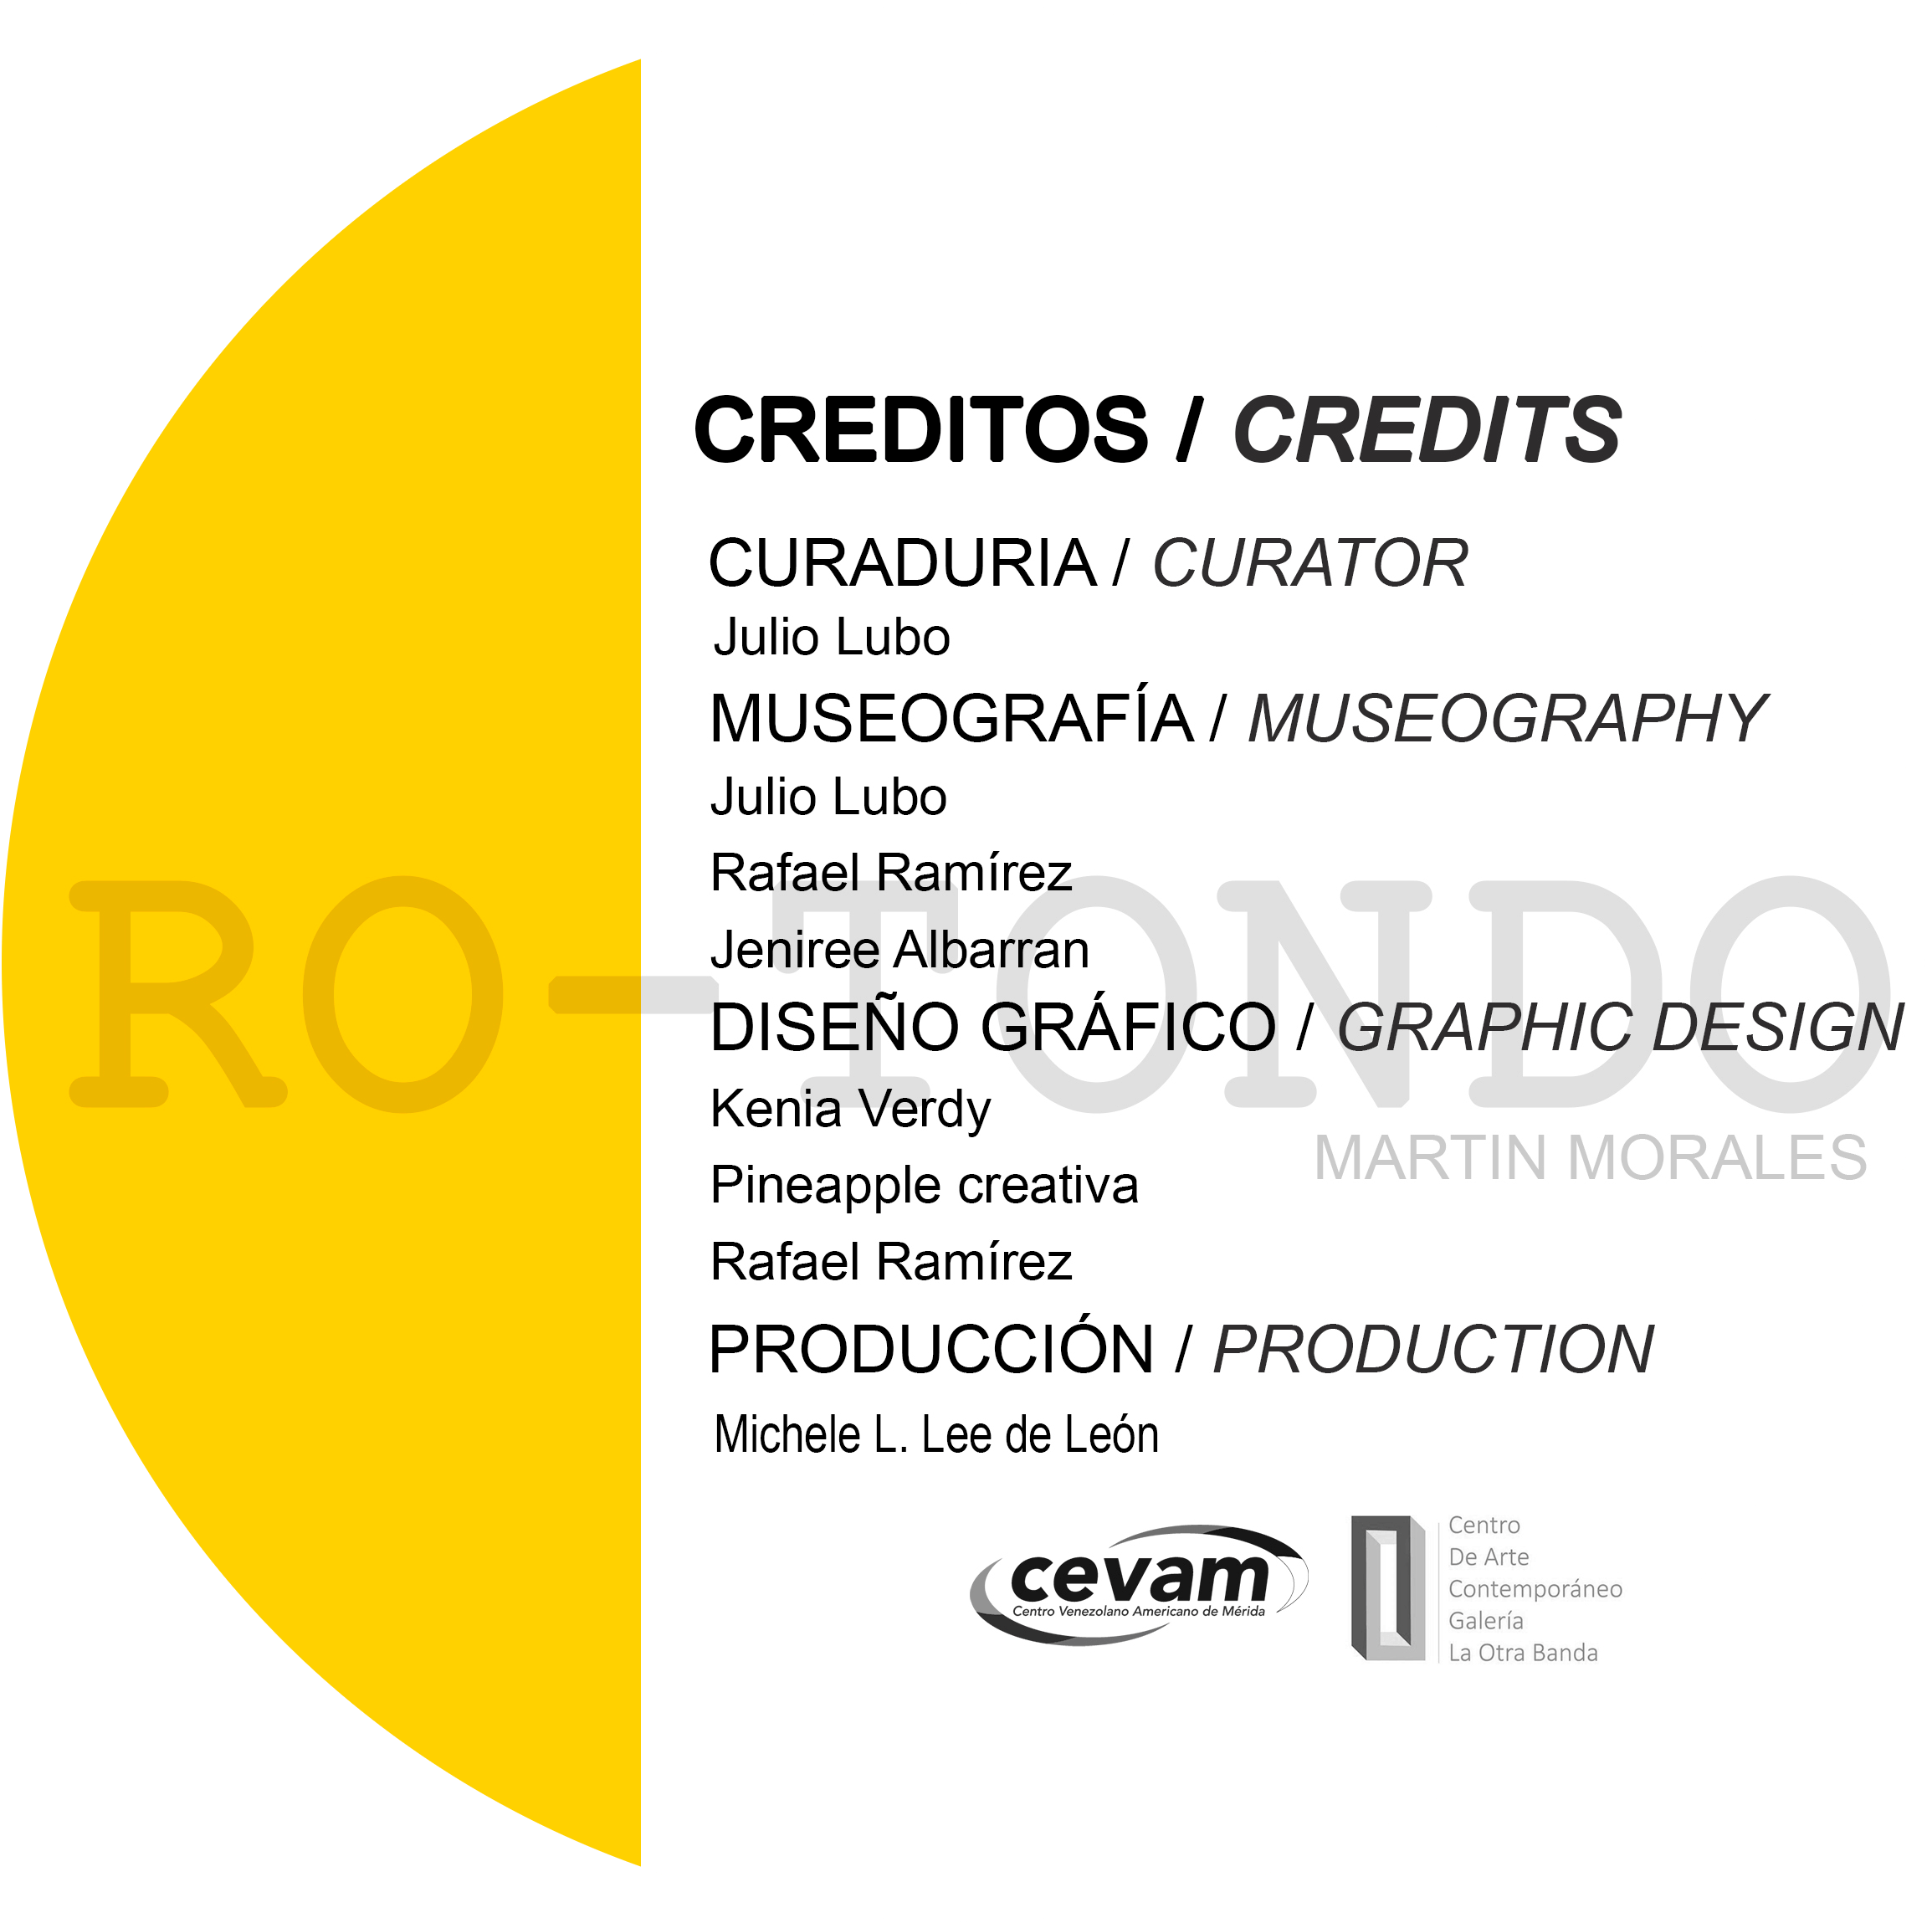 CREDITOS / CREDITS
CURADURIA / CURATOR
Julio Lubo
MUSEOGRAFÍA / MUSEOGRAPHY
Julio Lubo
Rafael Ramírez
Jeniree Albarran
RO-TONDO
DISEÑO GRÁFICO / GRAPHIC DESIGN
Kenia Verdy
MARTIN MORALES
Pineapple creativa
Rafael Ramírez
PRODUCCIÓN / PRODUCTION
Michele L. Lee de León
cevam
Centro Venezolano Americano de Mérida
Centro
De Arte
Contemporáneo
Galería
La Otra Banda